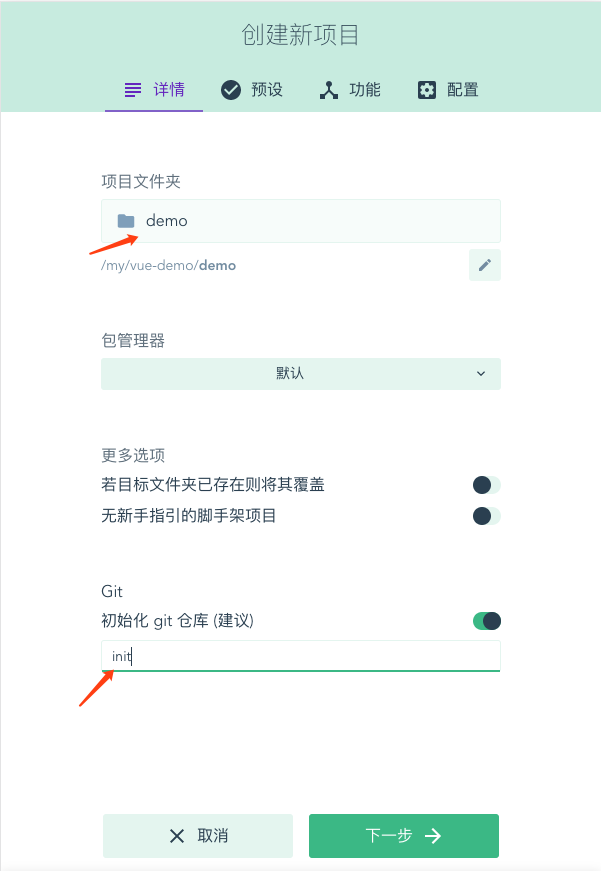 创建新项目
详情 预设 功能 配置
项目文件夹
demo
/my/vue-demo/demo
包管理器
默认
更多选项
若目标文件夹已存在则将其覆盖
无新手指引的脚手架项目
Git
初始化 git 仓库 (建议)
init
取消 下一步